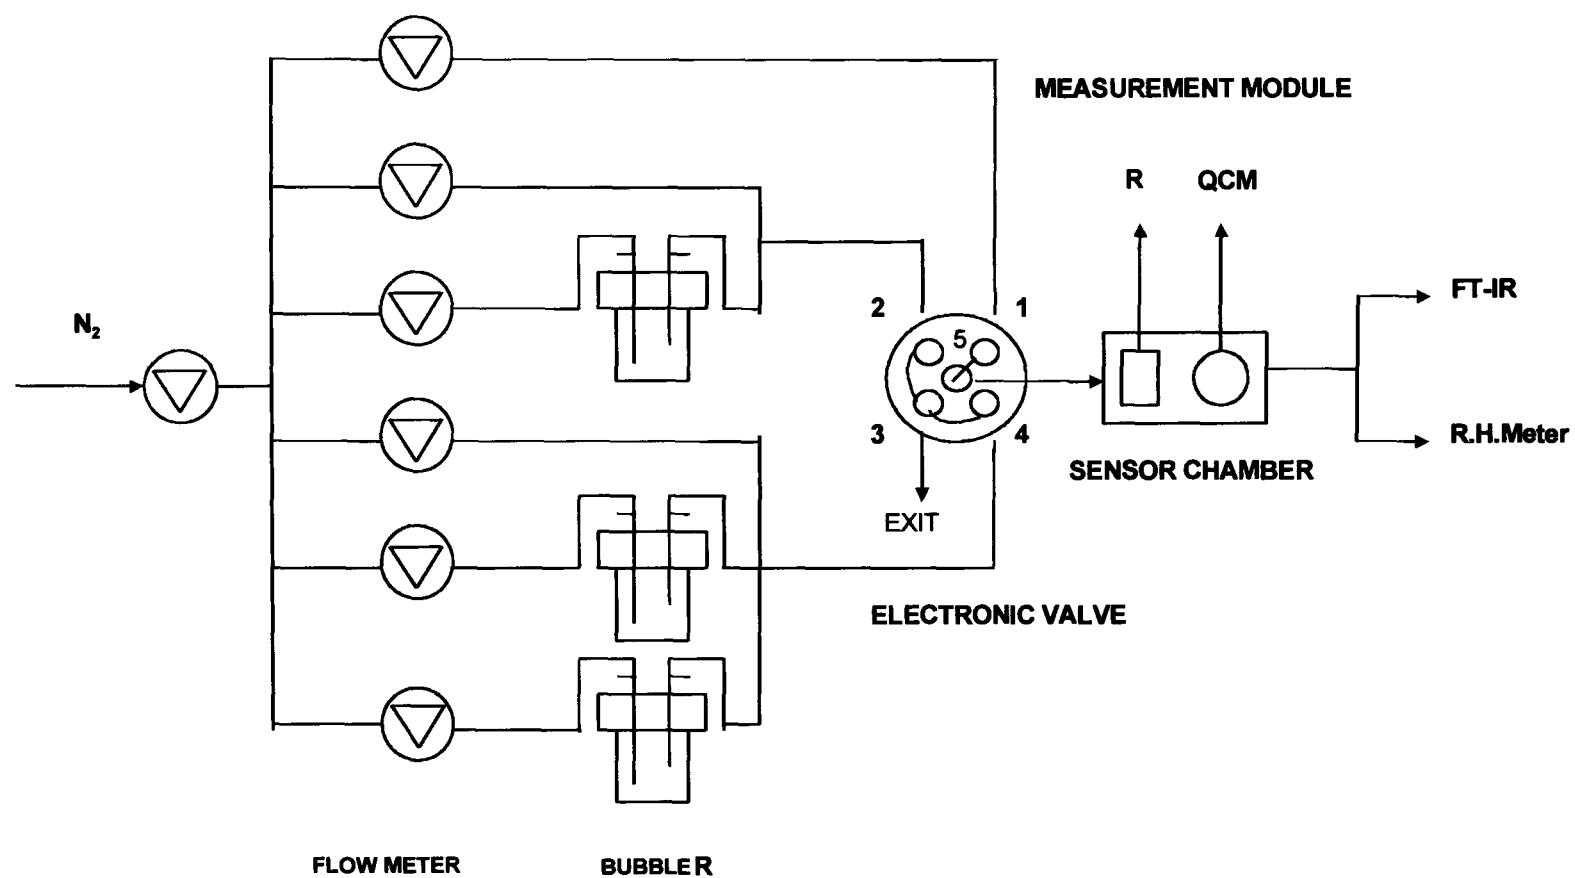 MEASUREMENT MODULE
R QCM
FT-IR
2 1
N2
5
3 4
R.H.Meter
SENSOR CHAMBER
EXIT
ELECTRONIC VALVE
FLOW METER BUBBLER